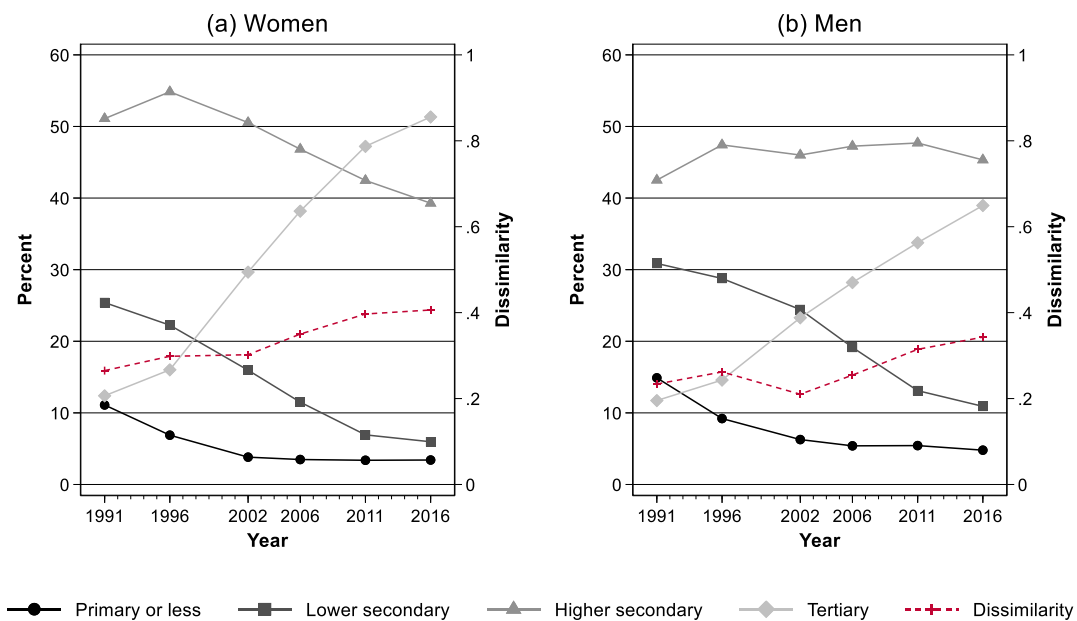 (a) Women
60
50
40
30
20
10
0
Percent
1
.8
.6
.4
.2
0
Dissimilarity
1991 1996 2002 2006 2011 2016
Year
(b) Men
60
50
40
30
20
10
0
Percent
1
.8
.6
.4
.2
0
Dissimilarity
1991 1996 2002 2006 2011 2016
Year
Primary or less Lower secondary Higher secondary Tertiary Dissimilarity